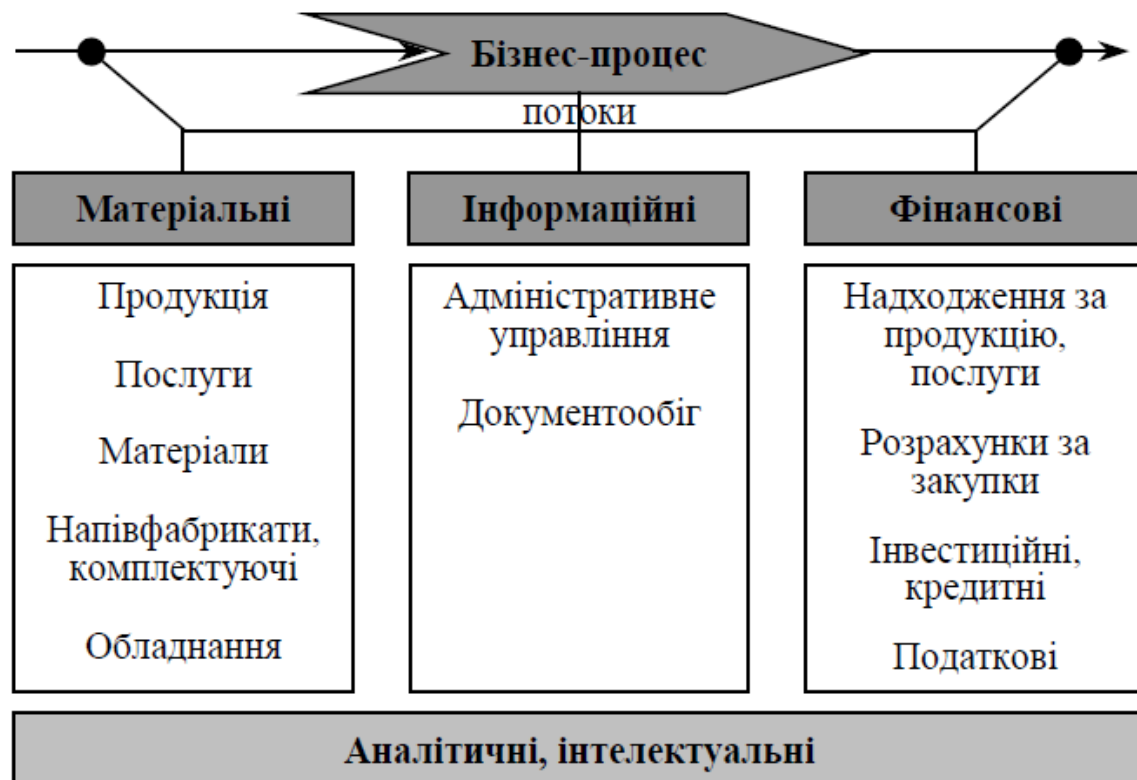 Бізнес-процес
потоки
Матеріальні
Інформаційні
Фінансові
Продукція
Послуги
Матеріали
Напівфабрикати,
комплектуючі
Обладнання
Адміністративне
управління
Документообіг
Надходження за
продукцію,
послуги
Розрахунки за
закупки
Інвестиційні,
кредитні
Податкові
Аналітичні, інтелектуальні